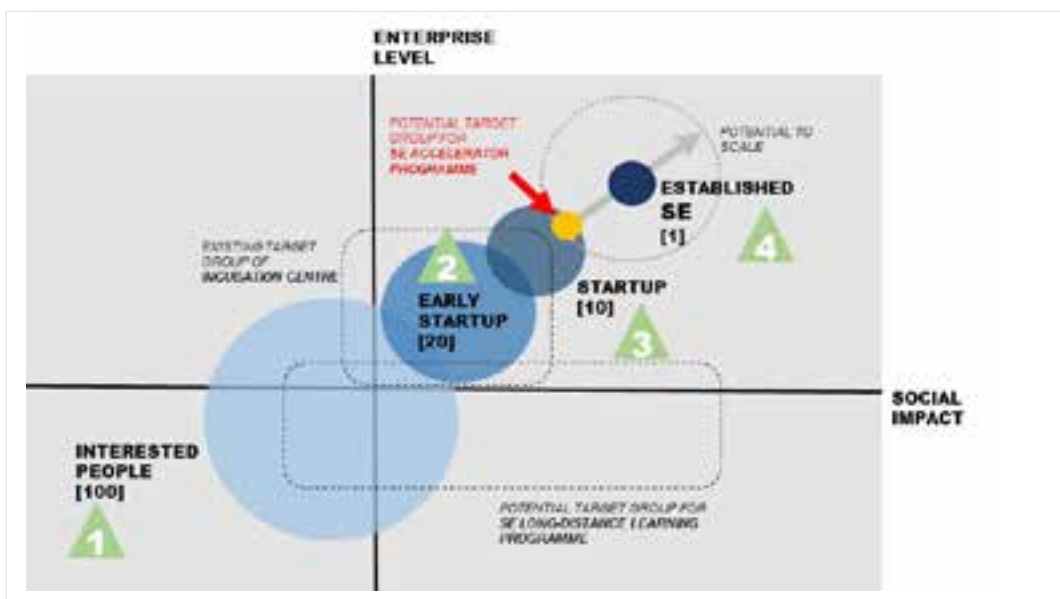 ENTERPRISE
LEVEL
POTENTIAL TARGET
GROUP FOR
SE ACCELERATOR
PROGRAMME
POTENTIAL TO
SCALE
ESTABLISHED
SE
[1]
4
EXISTING TARGET
GROUP OF
INCUBATION CENTRE
2
EARLY
STARTUP
[20]
STARTUP
[10]
3
SOCIAL
IMPACT
INTERESTED
PEOPLE
[100]
1
POTENTIAL TARGET GROUP FOR
SE LONG-DISTANCE LEARNING
PROGRAMME